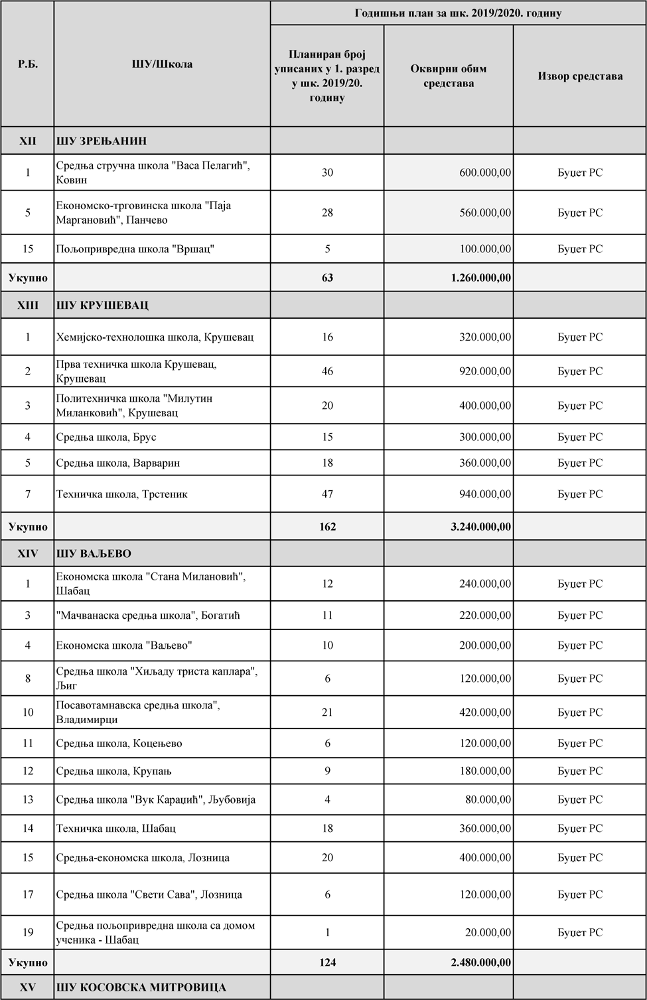 Годишњи план за шк. 2019/2020. годину
Р.Б.
ШУ/Школа
Планиран број
уписаних у 1. разред
у шк. 2019/20.
годину
Оквирни обим
средстава
Извор средстава
XII ШУ ЗРЕЊАНИН
1 Средња стручна школа "Васа Пелагић",
Ковин 30 600.000,00 Буџет РС
5 Економско-трговинска школа "Паја
Маргановић", Панчево 28 560.000,00 Буџет РС
15 Пољопривредна школа "Вршац" 5 100.000,00 Буџет РС
Укупно 63 1.260.000,00
XIII ШУ КРУШЕВАЦ
1 Хемијско-технолошка школа, Крушевац 16 320.000,00 Буџет РС
2 Прва техничка школа Крушевац,
Крушевац 46 920.000,00 Буџет РС
3 Политехничка школа "Милутин
Миланковић", Крушевац 20 400.000,00 Буџет РС
4 Средња школа, Брус 15 300.000,00 Буџет РС
5 Средња школа, Варварин 18 360.000,00 Буџет РС
7 Техничка школа, Трстеник 47 940.000,00 Буџет РС
Укупно 162 3.240.000,00
XIV ШУ ВАЉЕВО
1 Економска школа "Стана Милановић",
Шабац 12 240.000,00 Буџет РС
3 "Мачванаска средња школа", Богатић 11 220.000,00 Буџет РС
4 Економска школа "Ваљево" 10 200.000,00 Буџет РС
8 Средња школа "Хиљаду триста каплара",
Љиг 6 120.000,00 Буџет РС
10 Посавотамнавска средња школа",
Владимирци 21 420.000,00 Буџет РС
11 Средња школа, Коцењево 6 120.000,00 Буџет РС
12 Средња школа, Крупањ 9 180.000,00 Буџет РС
13 Средња школа "Вук Караџић", Љубовија 4 80.000,00 Буџет РС
14 Техничка школа, Шабац 18 360.000,00 Буџет РС
15 Средња-економска школа, Лозница 20 400.000,00 Буџет РС
17 Средња школа "Свети Сава", Лозница 6 120.000,00 Буџет РС
19 Средња пољопривредна школа са домом
ученика - Шабац 1 20.000,00 Буџет РС
Укупно 124 2.480.000,00
XV ШУ КОСОВСКА МИТРОВИЦА